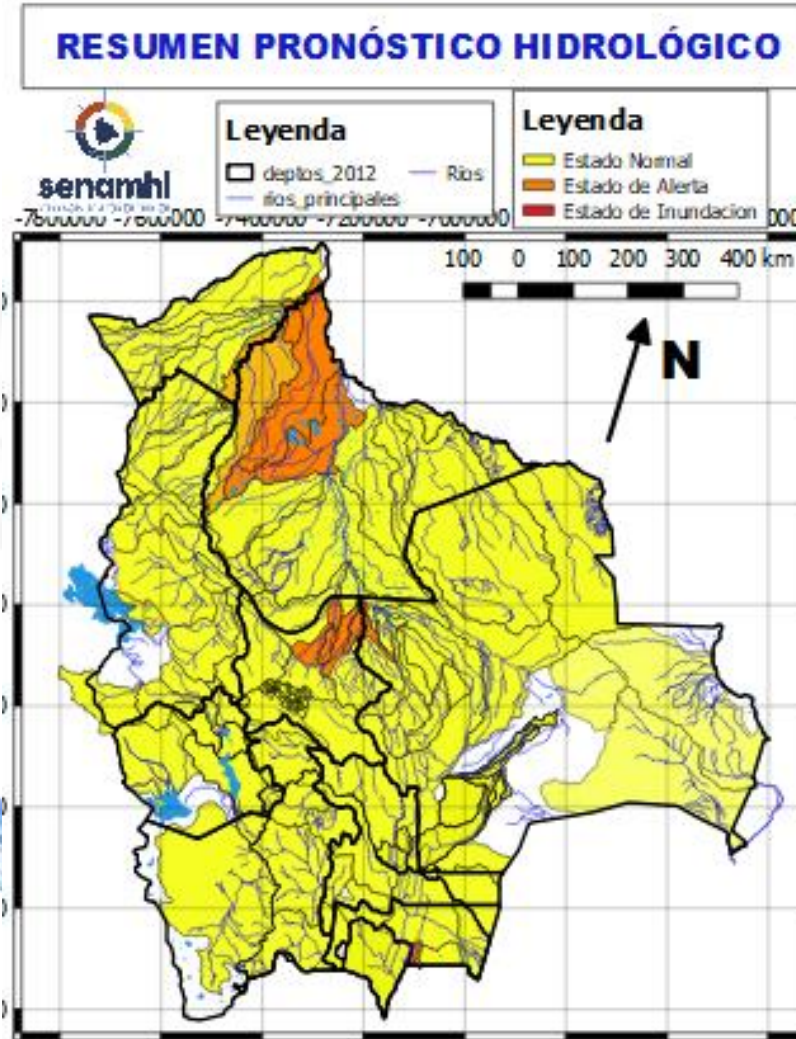 RESUMEN PRONÓSTICO HIDROLÓGICO
senamhi
Leyenda
deptos_2012
Rios
rios_principales
Leyenda
Estado Normal
Estado de Alerta
Estado de Inundacion
-7600000 -7400000 -7200000 -7000000
100 0 100 200 300 400 km
N